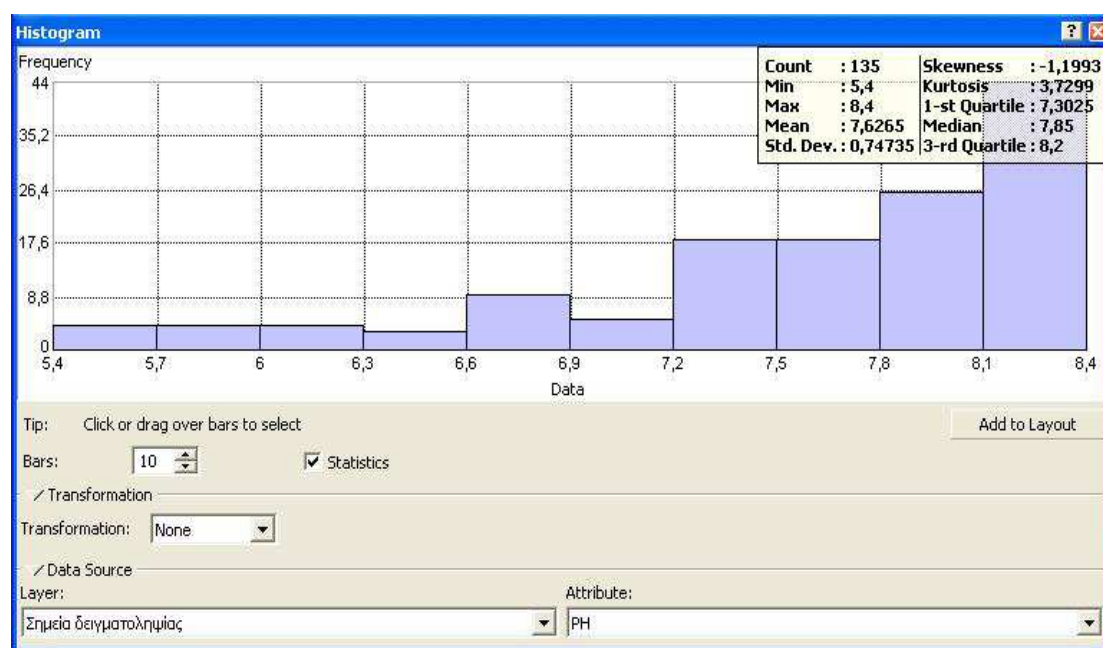 Histogram
Frequency
Count : 135 Skewness : -1,1993
Min : 5,4 Kurtosis : 3,7299
Max : 8,4 1-st Quartile : 7,3025
Mean : 7,6265 Median : 7,85
Std. Dev. : 0,74735 3-rd Quartile : 8,2
44
35,2
26,4
17,6
8,8
0
5,4 5,7 6 6,3 6,6 6,9 7,2 7,5 7,8 8,1 8,4
Data
Tip: Click or drag over bars to select
Add to Layout
Bars: 10 Statistics
Transformation
Transformation: None
Data Source
Layer: Attribute:
Σημεία δειγματοληψίας PH